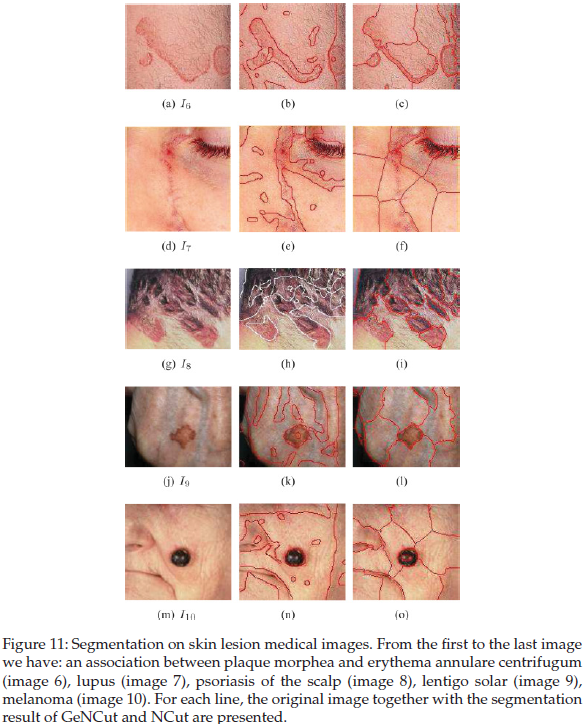 (a) I6 (b) (c)
(d) I7 (e) (f)
(g) I8 (h) (i)
(j) I9 (k) (l)
(m) I10 (n) (o)
Figure 11: Segmentation on skin lesion medical images. From the first to the last image
we have: an association between plaque morphea and erythema annulare centrifugum
(image 6), lupus (image 7), psoriasis of the scalp (image 8), lentigo solar (image 9),
melanoma (image 10). For each line, the original image together with the segmentation
result of GeNCut and NCut are presented.